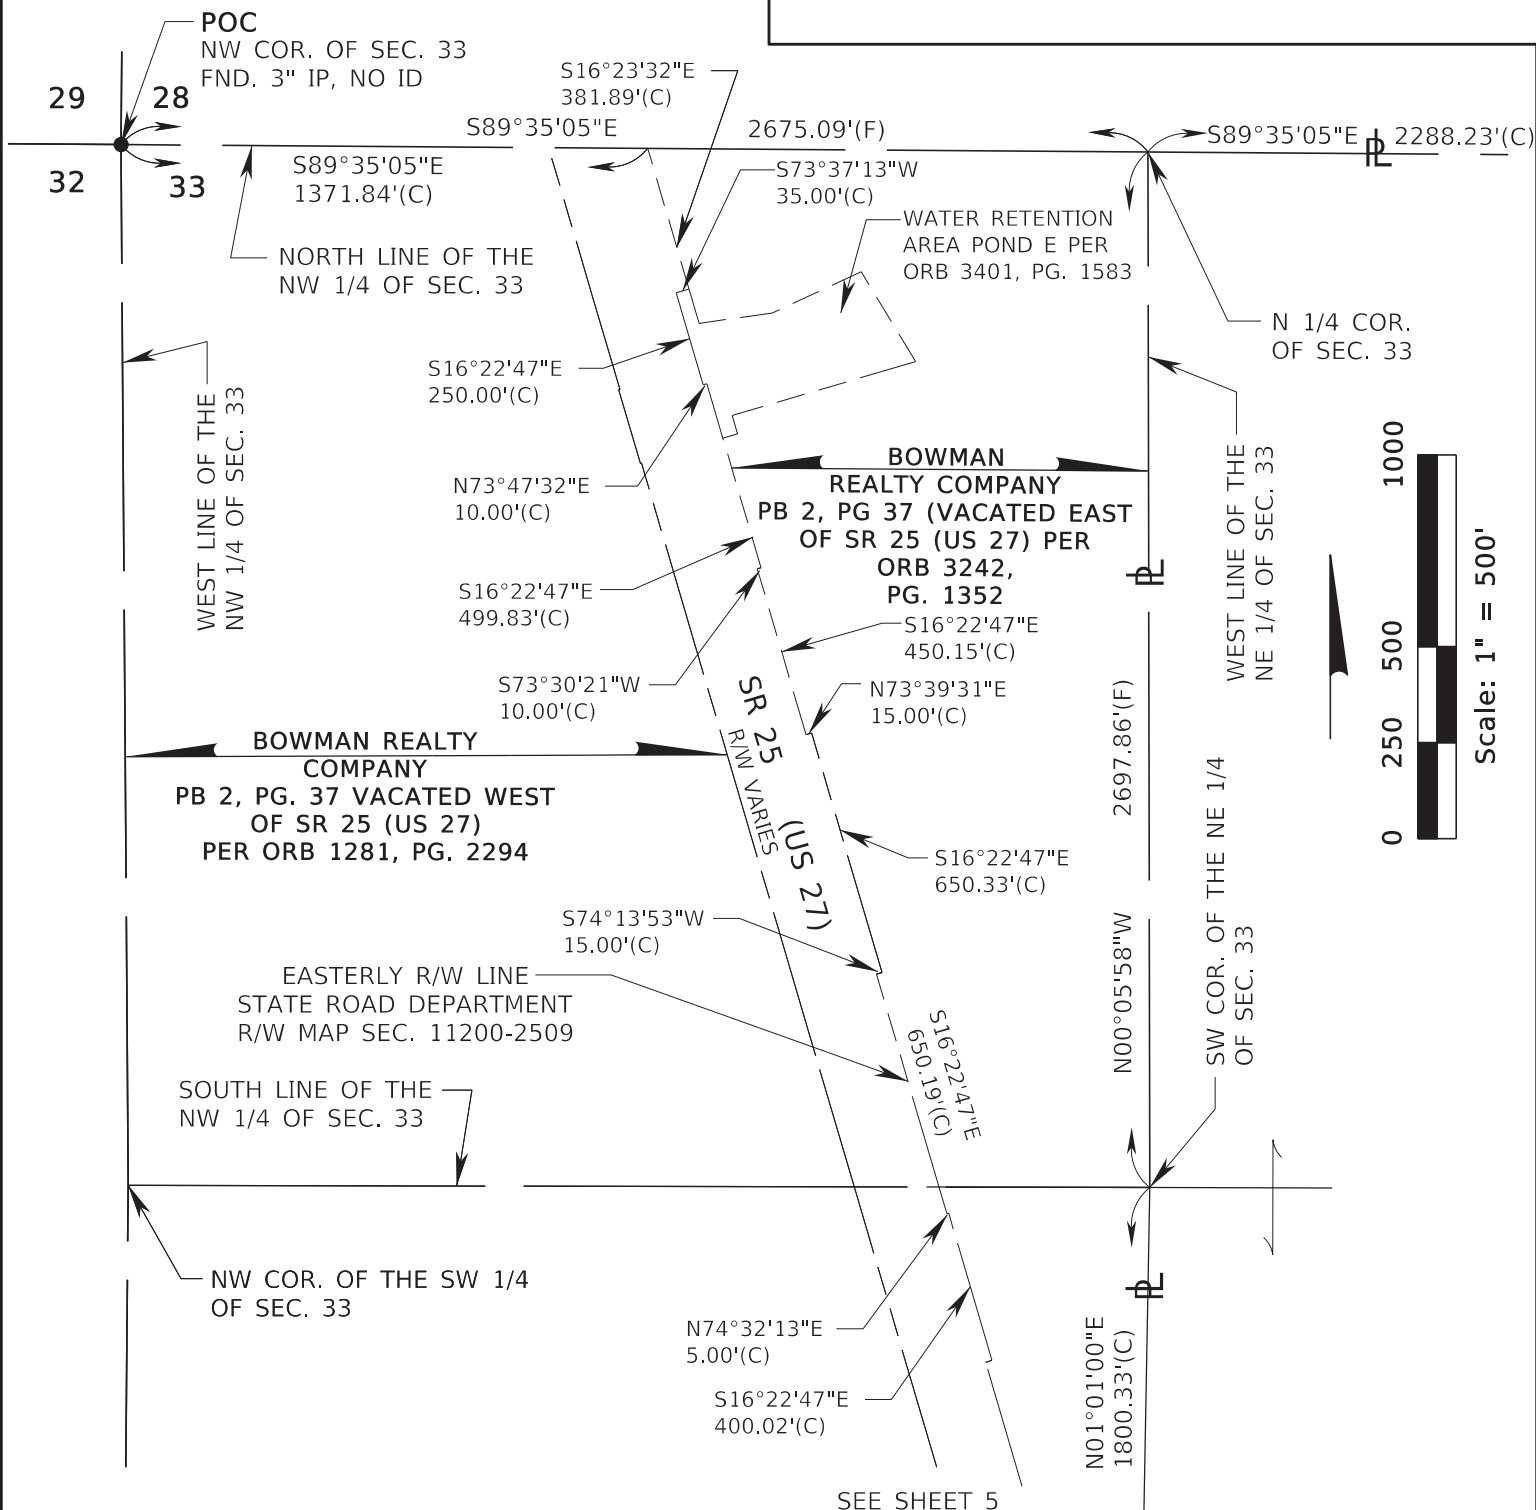 POC
NW COR. OF SEC. 33
FND. 3" IP, NO ID
29
28
32
33
S16°23'32"E
381.89'(C)
S89°35'05"E
2675.09'(F)
S89°35'05"E
PL
2288.23'(C)
S89°35'05"E
1371.84'(C)
S73°37'13"W
35.00'(C)
WATER RETENTION
AREA POND E PER
ORB 3401, PG. 1583
NORTH LINE OF THE
NW 1/4 OF SEC. 33
N 1/4 COR.
OF SEC. 33
S16°22'47"E
250.00'(C)
WEST LINE OF THE
NW 1/4 OF SEC. 33
N73°47'32"E
10.00'(C)
BOWMAN
REALTY COMPANY
PB 2, PG 37 (VACATED EAST
OF SR 25 (US 27) PER
ORB 3242,
PG. 1352
WEST LINE OF THE
NE 1/4 OF SEC. 33
1000
500
250
0
Scale: 1" = 500'
PL
S16°22'47"E
499.83'(C)
S16°22'47"E
450.15'(C)
S73°30'21"W
10.00'(C)
N73°39'31"E
15.00'(C)
SR 25 (US 27)
R/W VARIES
2697.86'(F)
N00°05'58"W
BOWMAN REALTY
COMPANY
PB 2, PG. 37 VACATED WEST
OF SR 25 (US 27)
PER ORB 1281, PG. 2294
S16°22'47"E
650.33'(C)
SW COR. OF THE NE 1/4
OF SEC. 33
S74°13'53"W
15.00'(C)
EASTERLY R/W LINE
STATE ROAD DEPARTMENT
R/W MAP SEC. 11200-2509
S16°22'47"E
650.19'(C)
SOUTH LINE OF THE
NW 1/4 OF SEC. 33
NW COR. OF THE SW 1/4
OF SEC. 33
PL
N74°32'13"E
5.00'(C)
S16°22'47"E
400.02'(C)
N01°01'00"E
1800.33'(C)
SEE SHEET 5